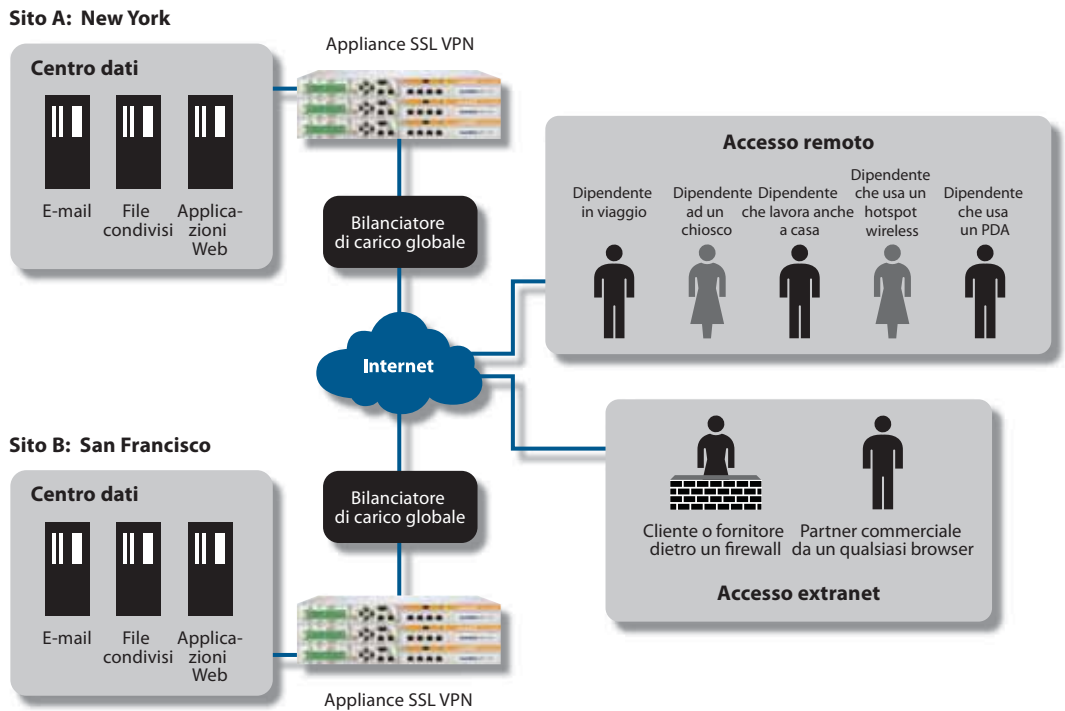 Sito A: New York
Appliance SSL VPN
Centro dati
E-mail
File
condivisi
Applica-
zioni
Web
Bilanciatore
di carico globale
Accesso remoto
Dipendente
in viaggio
Dipendente
ad un
chiosco
Dipendente
che lavora anche
a casa
Dipendente
che usa un
hotspot
wireless
Dipendente
che usa
un PDA
Internet
Sito B: San Francisco
Centro dati
E-mail
File
condivisi
Applica-
zioni
Web
Bilanciatore
di carico globale
Appliance SSL VPN
Cliente o fornitore
dietro un firewall
Partner commerciale
da un qualsiasi browser
Accesso extranet